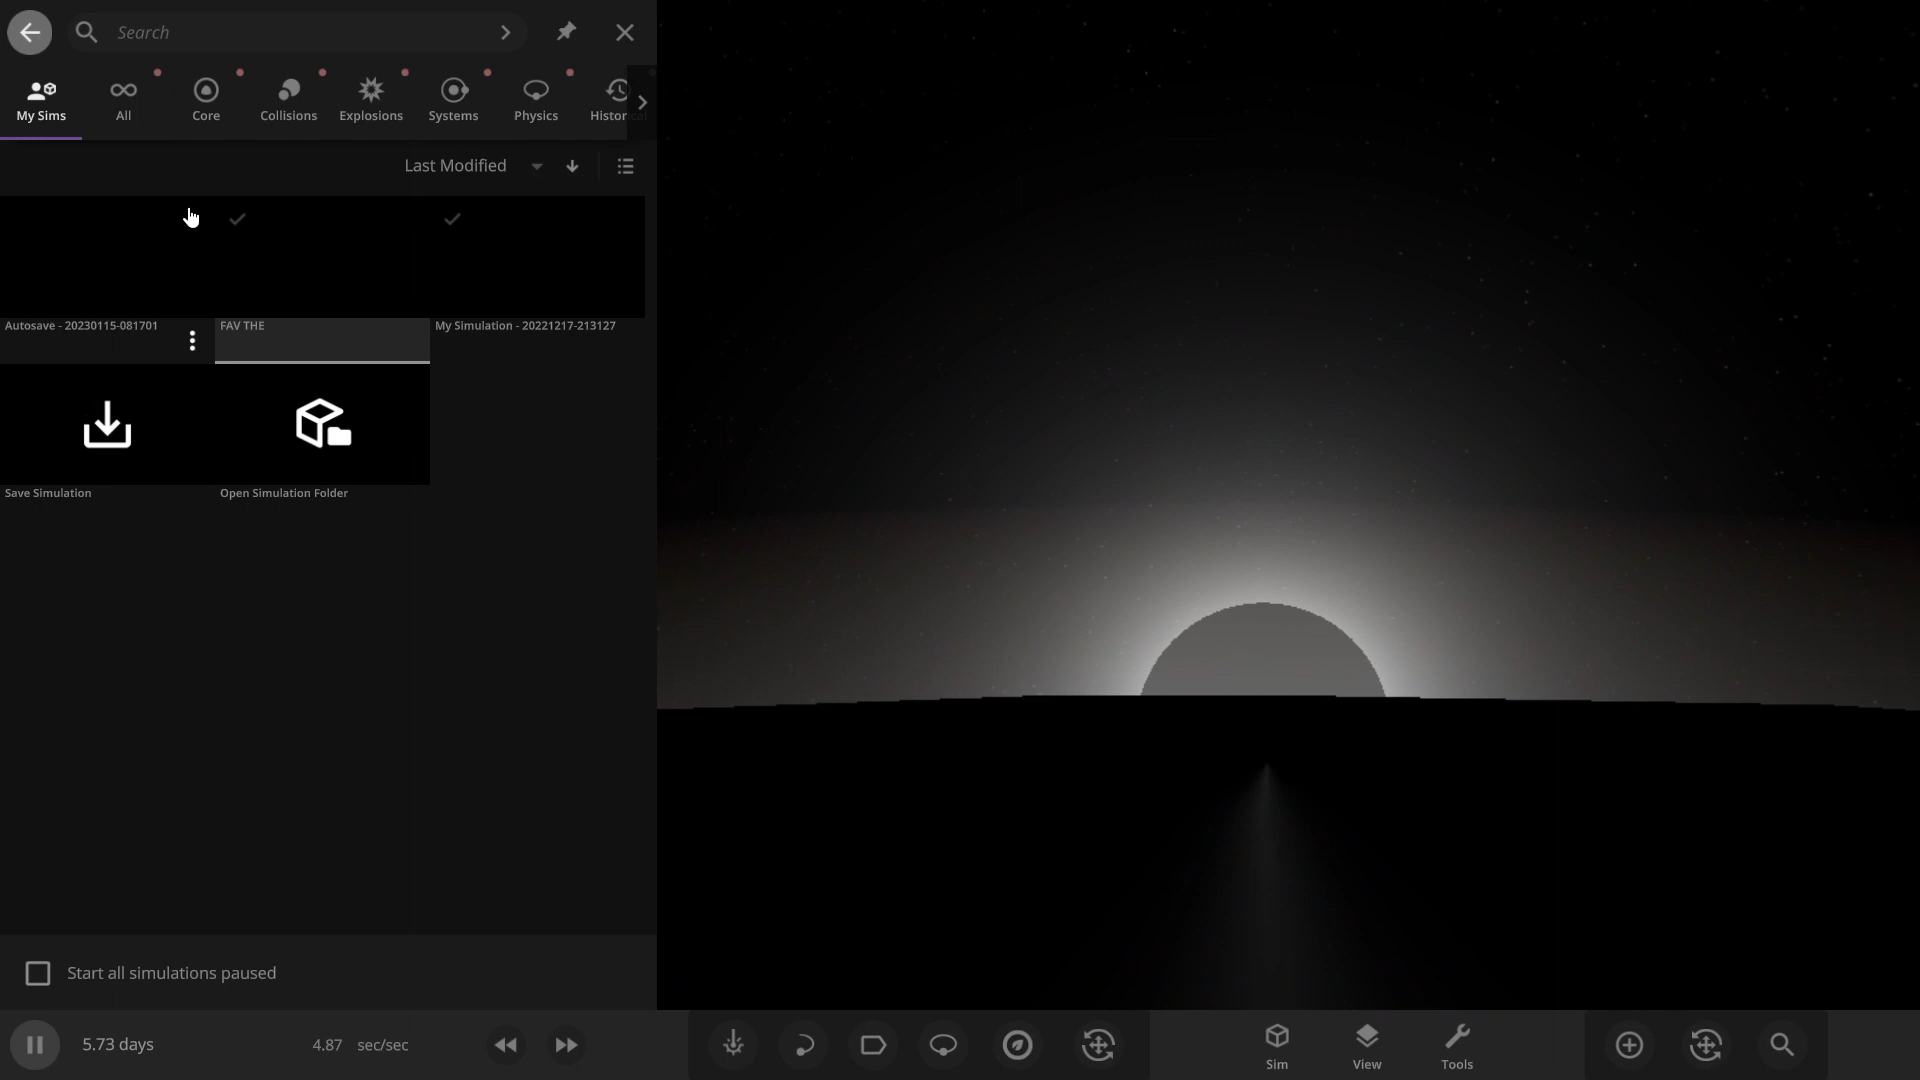 Search
My Sims
All
Core
Collisions
Explosions
Systems
Physics
Historical
Last Modified
Autosave - 20230115-081701
FAV THE
My Simulation - 20221217-213127
Save Simulation
Open Simulation Folder
Start all simulations paused
5.73 days
4.87 sec/sec
Sim
View
Tools